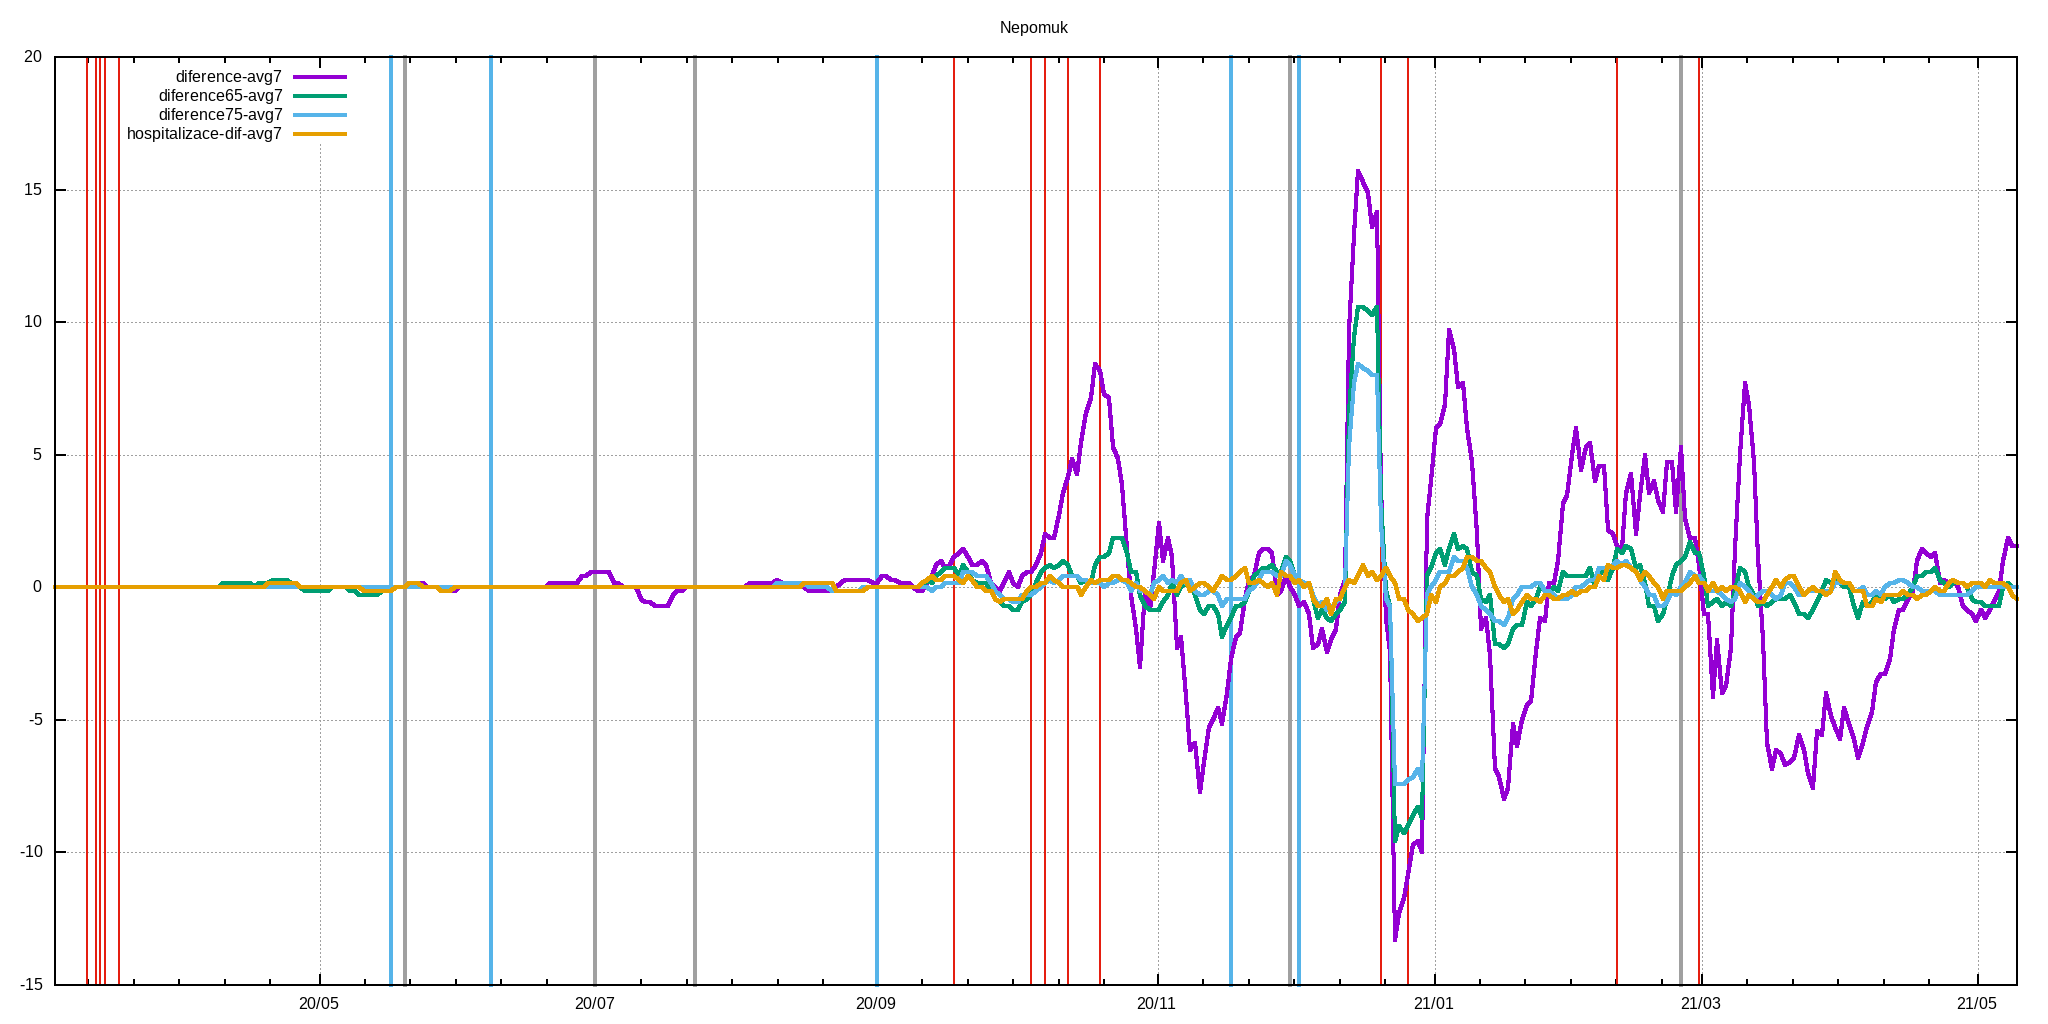 Nepomuk
diference-avg7
diference65-avg7
diference75-avg7
hospitalizace-dif-avg7
20
15
10
5
0
-5
-10
-15
20/05 20/07 20/09 20/11 21/01 21/03 21/05